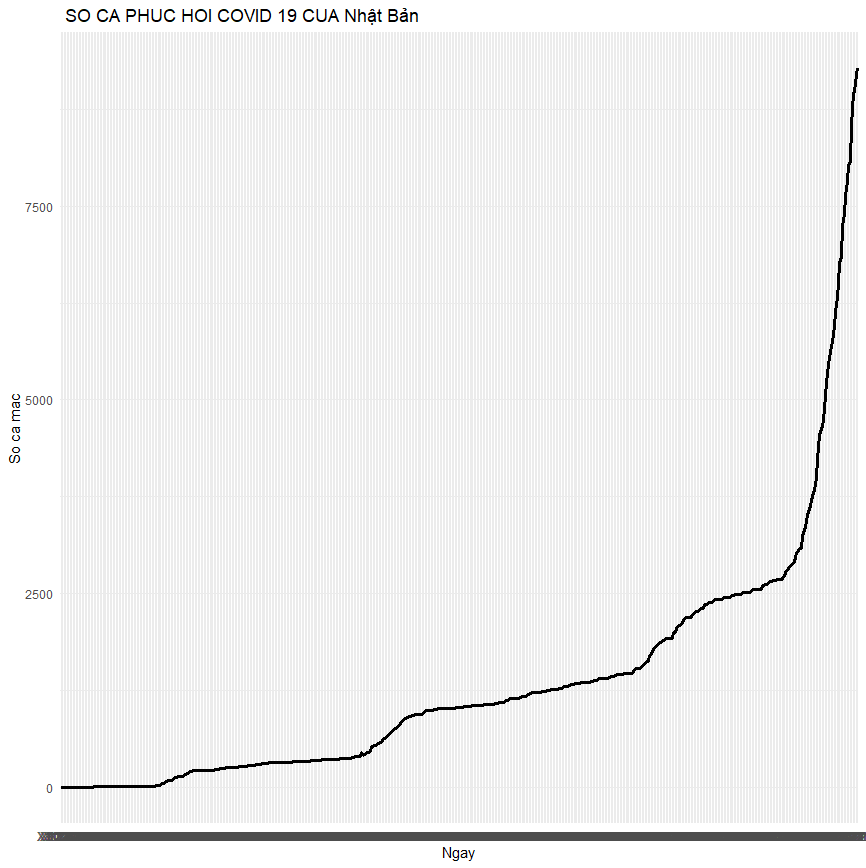 SO CA PHUC HOI COVID 19 CUA Nhật Bản
So ca mac
7500
5000
2500
0
Ngay